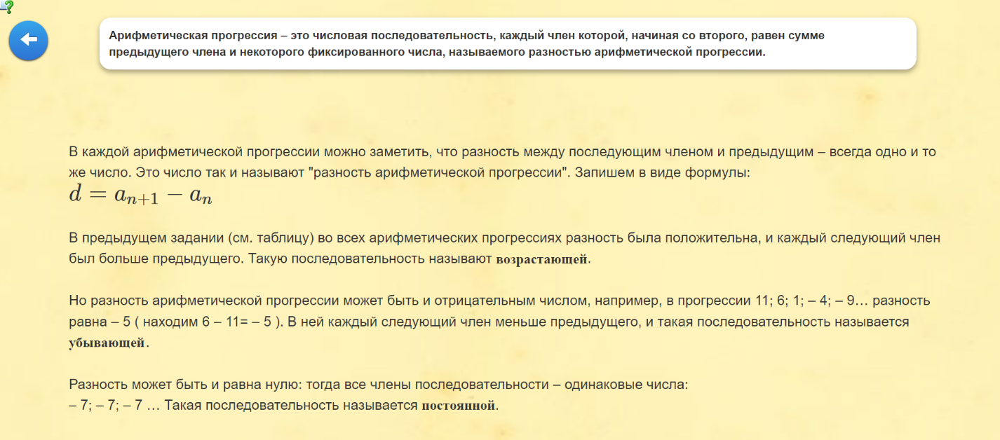 Арифметическая прогрессия – это числовая последовательность, каждый член которой, начиная со второго, равен сумме
предыдущего члена и некоторого фиксированного числа, называемого разностью арифметической прогрессии.
В каждой арифметической прогрессии можно заметить, что разность между последующим членом и предыдущим – всегда одно и то
же число. Это число так и называют "разность арифметической прогрессии". Запишем в виде формулы:
d = aₙ₊₁ − aₙ
В предыдущем задании (см. таблицу) во всех арифметических прогрессиях разность была положительна, и каждый следующий член
был больше предыдущего. Такую последовательность называют возрастающей.
Но разность арифметической прогрессии может быть и отрицательным числом, например, в прогрессии 11; 6; 1; – 4; – 9… разность
равна – 5 ( находим 6 – 11= – 5 ). В ней каждый следующий член меньше предыдущего, и такая последовательность называется
убывающей.
Разность может быть и равна нулю: тогда все члены последовательности – одинаковые числа:
– 7; – 7; – 7 … Такая последовательность называется постоянной.